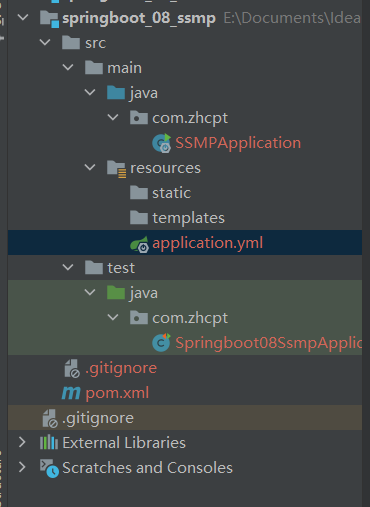 springboot_08_ssmp E:\Documents\Idea
src
main
java
com.zhcpt
SSMPApplication
resources
static
templates
application.yml
test
java
com.zhcpt
Springboot08SsmpApplic
.gitignore
pom.xml
.gitignore
External Libraries
Scratches and Consoles